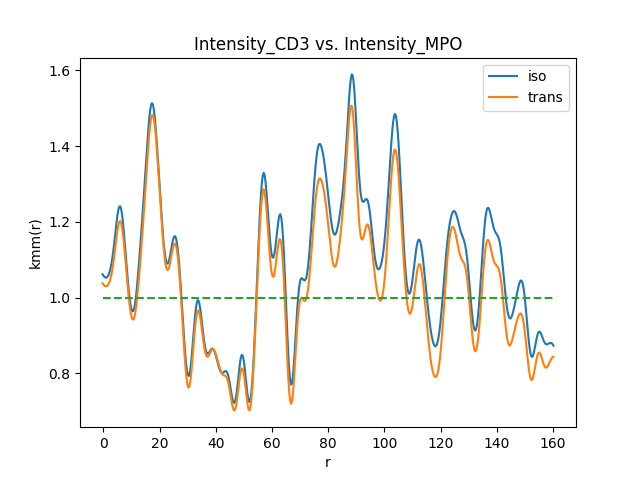 Intensity_CD3 vs. Intensity_MPO
iso
trans
kmm(r)
1.6
1.4
1.2
1.0
0.8
0 20 40 60 80 100 120 140 160
r